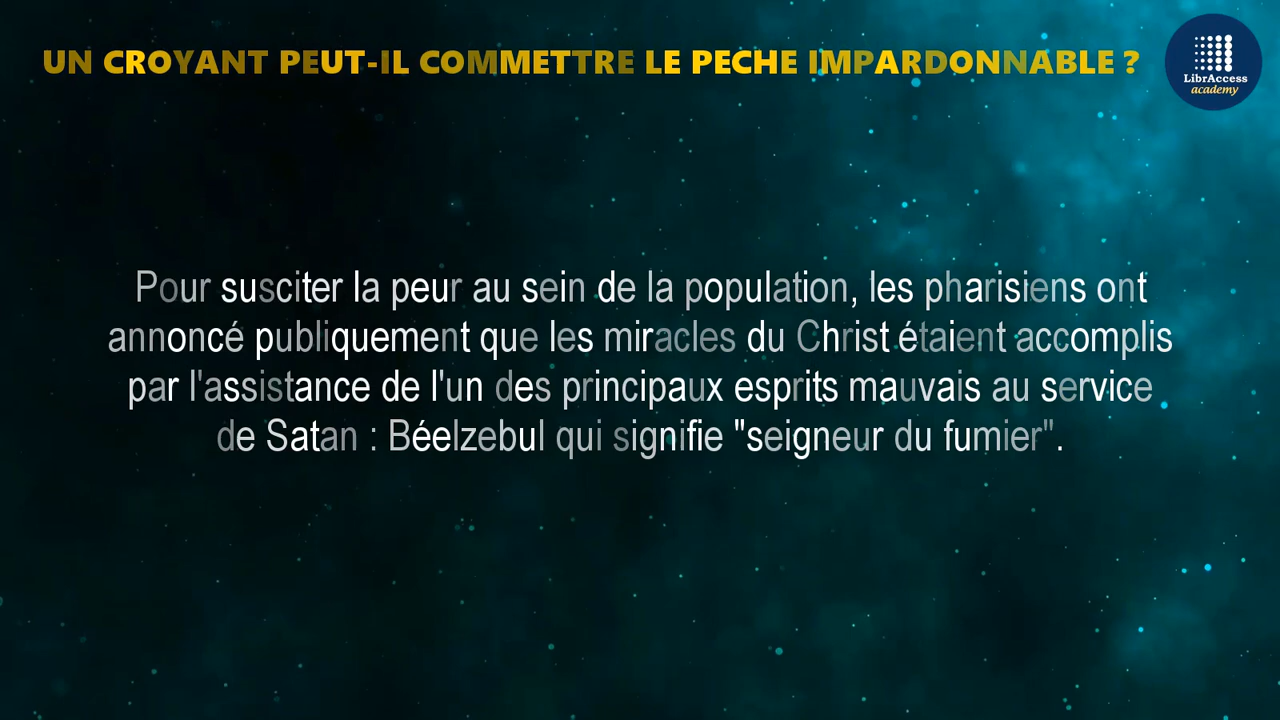 UN CROYANT PEUT-IL COMMETTRE LE PECHE IMPARDONNABLE ?
LibrAccess
academy
Pour susciter la peur au sein de la population, les pharisiens ont
annoncé publiquement que les miracles du Christ étaient accomplis
par l'assistance de l'un des principaux esprits mauvais au service
de Satan : Béelzebul qui signifie "seigneur du fumier".